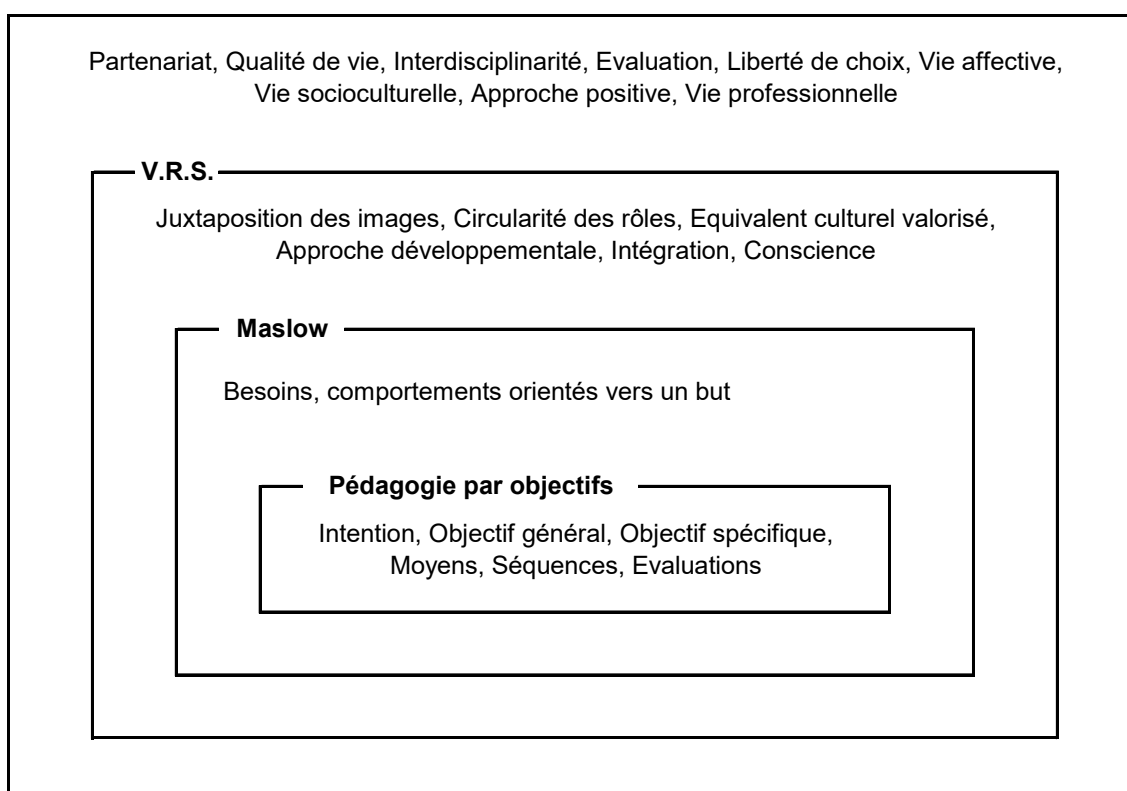 Partenariat, Qualité de vie, Interdisciplinarité, Evaluation, Liberté de choix, Vie affective,
Vie socioculturelle, Approche positive, Vie professionnelle
V.R.S.
Juxtaposition des images, Circularité des rôles, Equivalent culturel valorisé,
Approche développementale, Intégration, Conscience
Maslow
Besoins, comportements orientés vers un but
Pédagogie par objectifs
Intention, Objectif général, Objectif spécifique,
Moyens, Séquences, Evaluations